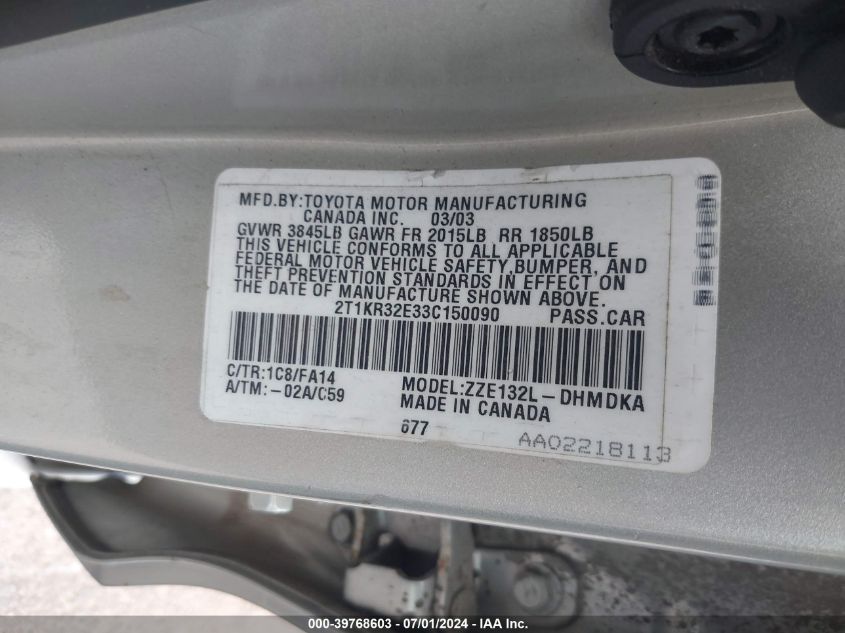 MFD.BY:TOYOTA MOTOR MANUFACTURING
CANADA INC. 03/03
GVWR 3845LB GAWR FR 2015LB RR 1850LB
THIS VEHICLE CONFORMS TO ALL APPLICABLE
FEDERAL MOTOR VEHICLE SAFETY,BUMPER, AND
THEFT PREVENTION STANDARDS IN EFFECT ON
THE DATE OF MANUFACTURE SHOWN ABOVE.
2T1KR32E33C150090 PASS.CAR
C/TR:1C8/FA14 MODEL:ZZE132L-DHMDKA
A/TM:-02A/C59 MADE IN CANADA
677 AA02218113
000-39768603 / 07/01/2024 - IAA Inc.